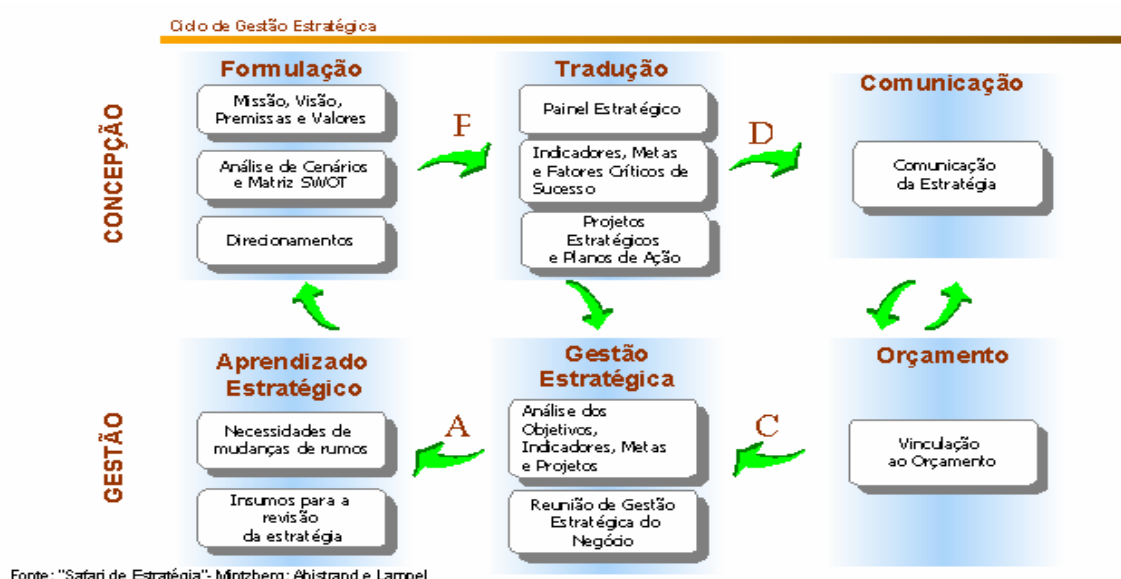 Ciclo de Gestão Estratégica
Formulação
Missão, Visão,
Premissas e Valores
Análise de Cenários
e Matriz SWOT
Direcionamentos
P
Tradução
Painel Estratégico
Indicadores, Metas
e Fatores Críticos de
Sucesso
Projetos
Estratégicos
e Planos de Ação
D
Comunicação
Comunicação
da Estratégia
CONCEPÇÃO
Aprendizado
Estratégico
Necessidades de
mudanças de rumos
Insumos para a
revisão
da estratégia
A
Gestão
Estratégica
Análise dos
Objetivos,
Indicadores, Metas
e Projetos
Reunião de Gestão
Estratégica do
Negócio
C
Orçamento
Vinculação
ao Orçamento
GESTÃO
Fonte: "Safari de Estratégia"- Mintzberg; Ahlstrand e Lampel